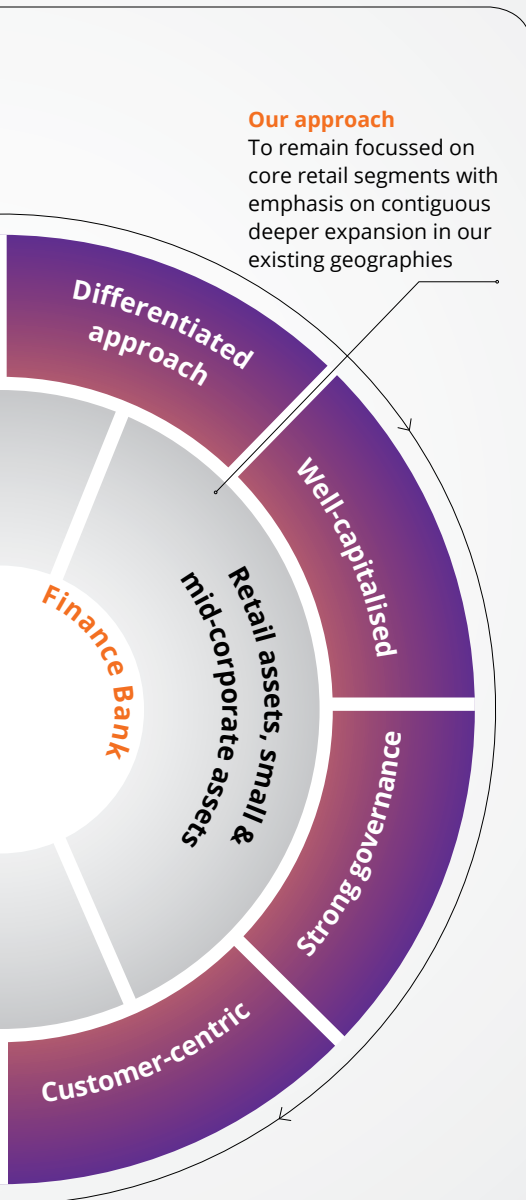 Our approach
To remain focussed on
core retail segments with
emphasis on contiguous
deeper expansion in our
existing geographies
Differentiated
approach
Well-capitalised
Finance Bank
Retail assets, small &
mid-corporate assets
Strong governance
Customer-centric